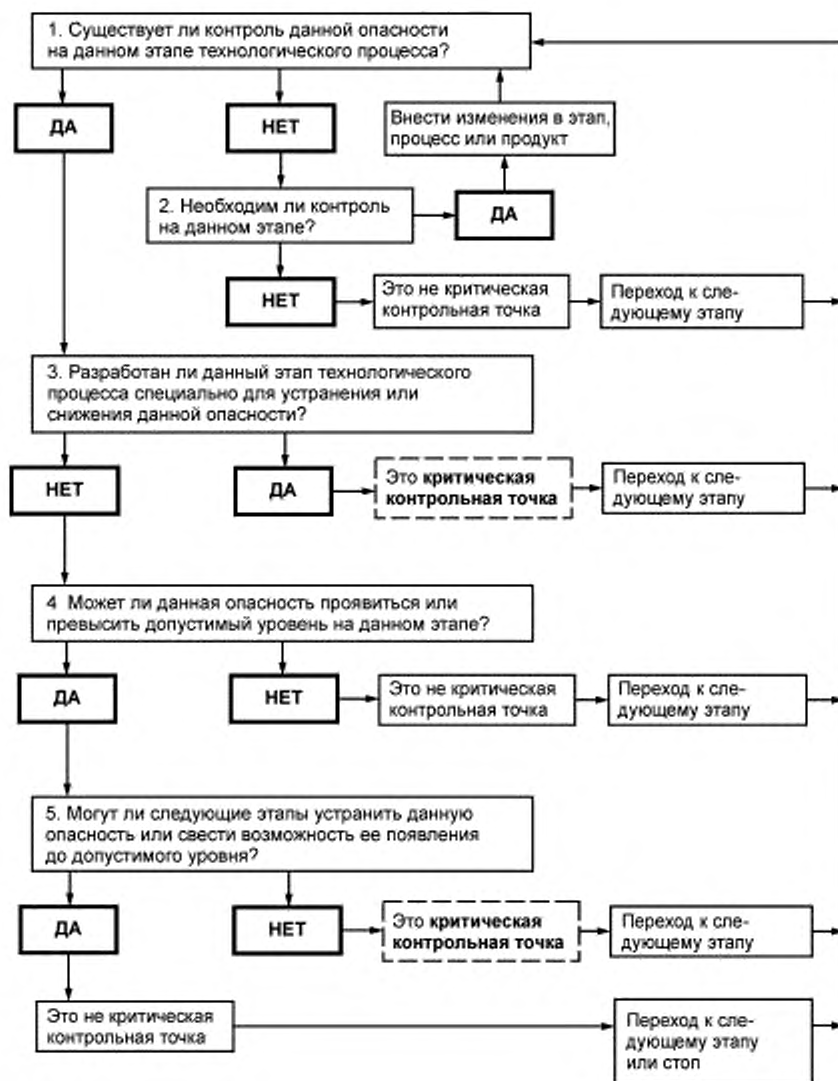 1. Существует ли контроль данной опасности
на данном этапе технологического процесса?
ДА
НЕТ
Внести изменения в этап,
процесс или продукт
2. Необходим ли контроль
на данном этапе?
ДА
НЕТ
Это не критическая
контрольная точка
Переход к сле-
дующему этапу
3. Разработан ли данный этап технологического
процесса специально для устранения или
снижения данной опасности?
НЕТ
ДА
Это критическая
контрольная точка
Переход к сле-
дующему этапу
4 Может ли данная опасность проявиться или
превысить допустимый уровень на данном этапе?
ДА
НЕТ
Это не критическая
контрольная точка
Переход к сле-
дующему этапу
5. Могут ли следующие этапы устранить данную
опасность или свести возможность ее появления
до допустимого уровня?
ДА
НЕТ
Это критическая
контрольная точка
Переход к сле-
дующему этапу
Это не критическая
контрольная точка
Переход к сле-
дующему этапу
или стоп